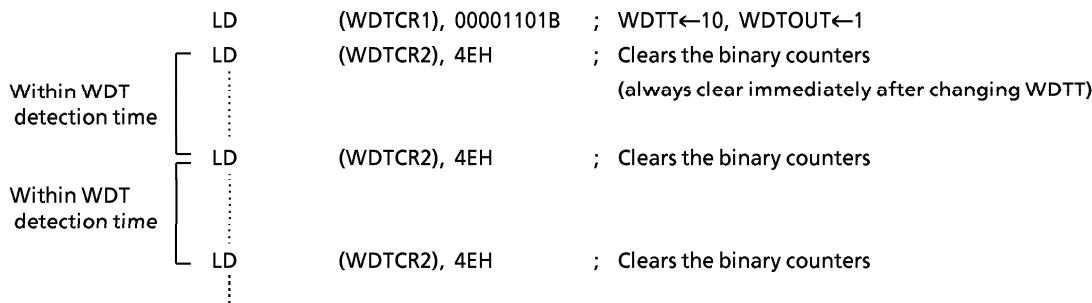 LD (WDTCR1), 00001101B ; WDTT←10, WDTOUT←1
LD (WDTCR2), 4EH ; Clears the binary counters
(always clear immediately after changing WDTT)
Within WDT
detection time
LD (WDTCR2), 4EH ; Clears the binary counters
Within WDT
detection time
LD (WDTCR2), 4EH ; Clears the binary counters